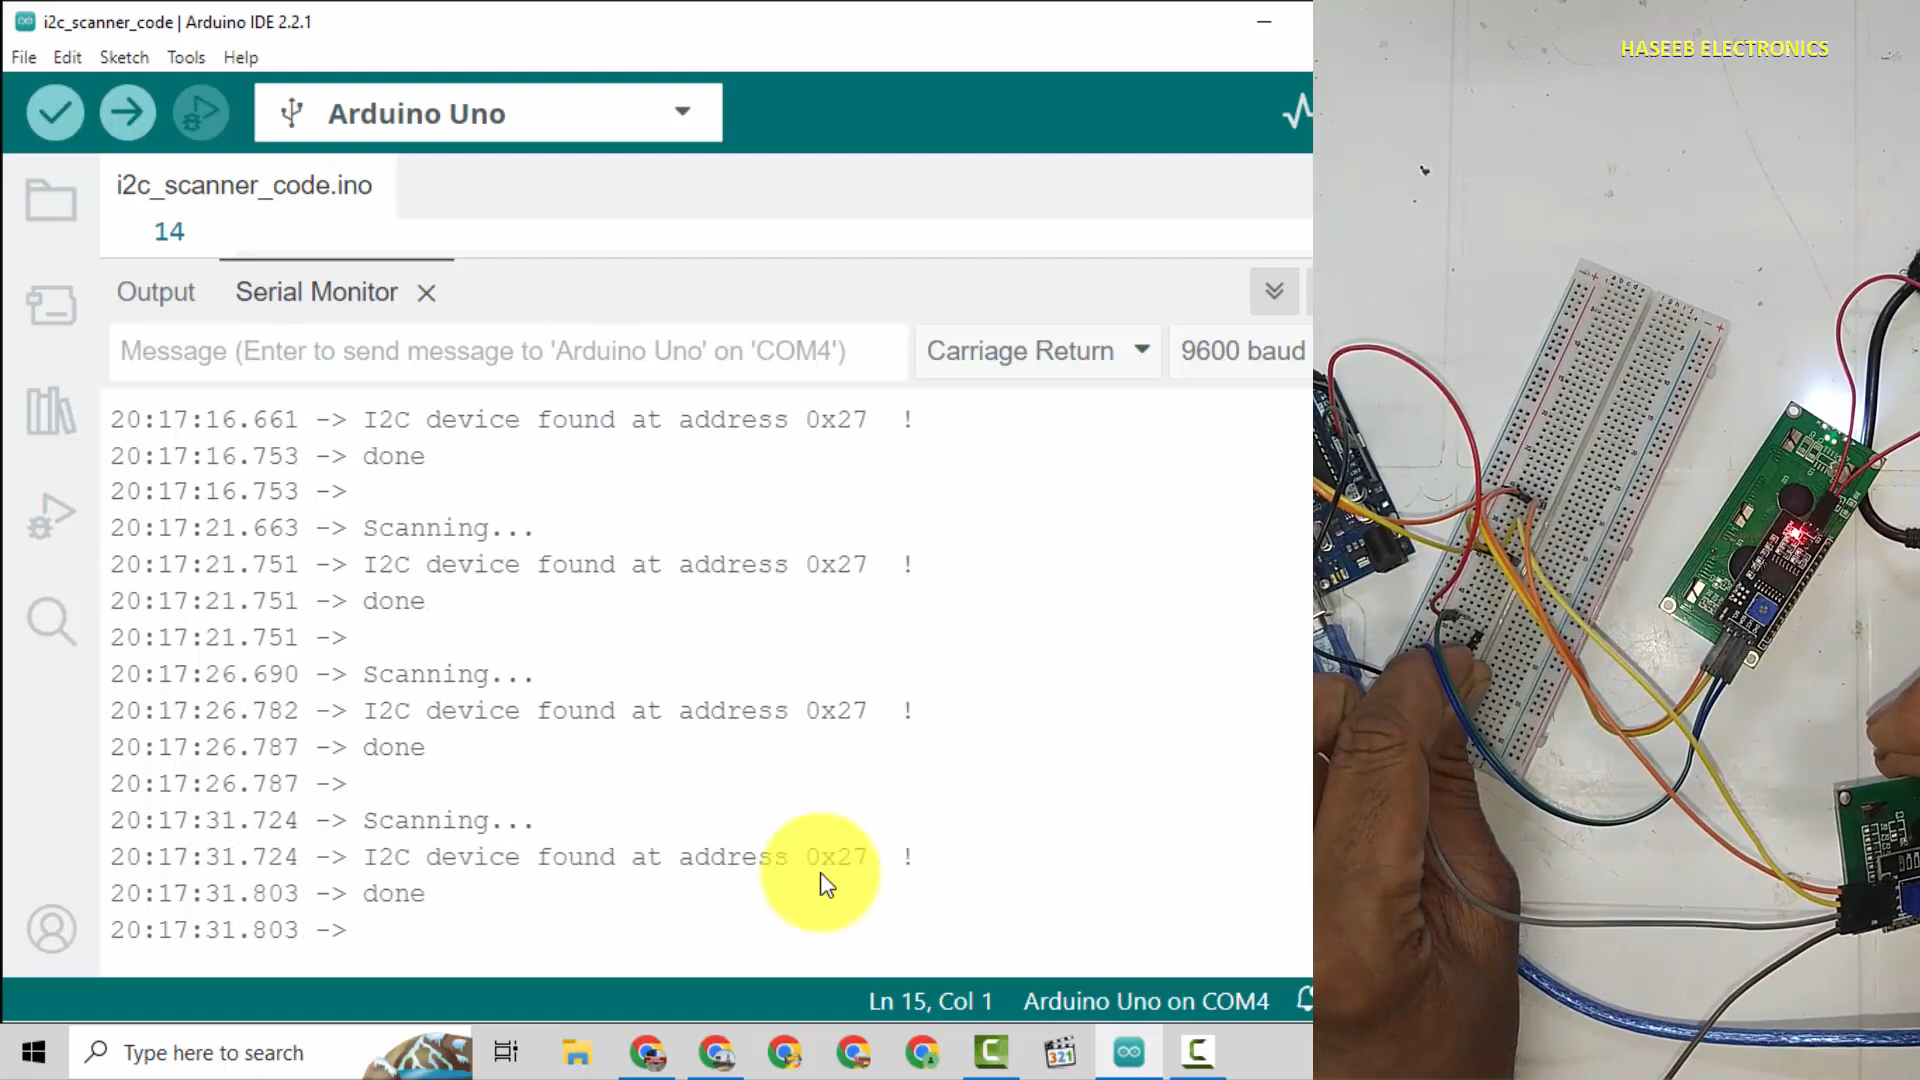 i2c_scanner_code | Arduino IDE 2.2.1
File Edit Sketch Tools Help
HASEEB ELECTRONICS
Arduino Uno
i2c_scanner_code.ino
14
Output Serial Monitor
Message (Enter to send message to 'Arduino Uno' on 'COM4')
Carriage Return
9600 baud
20:17:16.661 -> I2C device found at address 0x27  !
20:17:16.753 -> done
20:17:16.753 ->
20:17:21.663 -> Scanning...
20:17:21.751 -> I2C device found at address 0x27  !
20:17:21.751 -> done
20:17:21.751 ->
20:17:26.690 -> Scanning...
20:17:26.782 -> I2C device found at address 0x27  !
20:17:26.787 -> done
20:17:26.787 ->
20:17:31.724 -> Scanning...
20:17:31.724 -> I2C device found at address 0x27  !
20:17:31.803 -> done
20:17:31.803 ->
Ln 15, Col 1 Arduino Uno on COM4
Type here to search
321